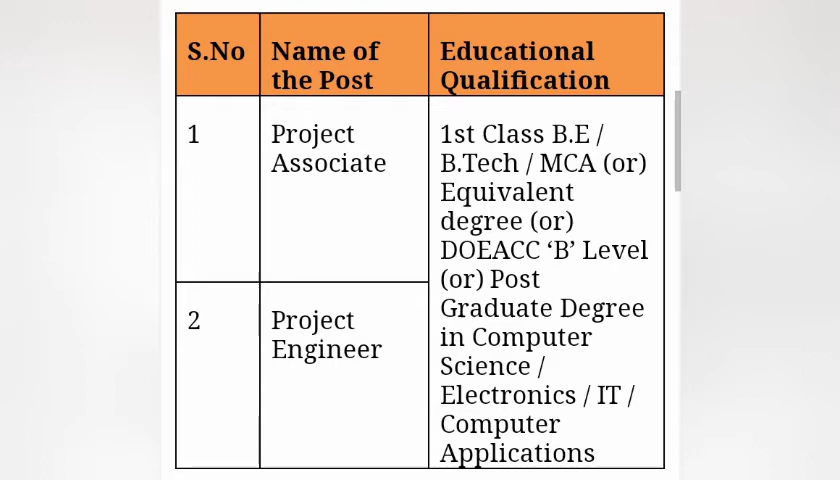 S.No
Name of
the Post
Educational
Qualification
1
Project
Associate
1st Class B.E /
B.Tech / MCA (or)
Equivalent
degree (or)
DOEACC ‘B’ Level
(or) Post
Graduate Degree
in Computer
Science /
Electronics / IT /
Computer
Applications
2
Project
Engineer